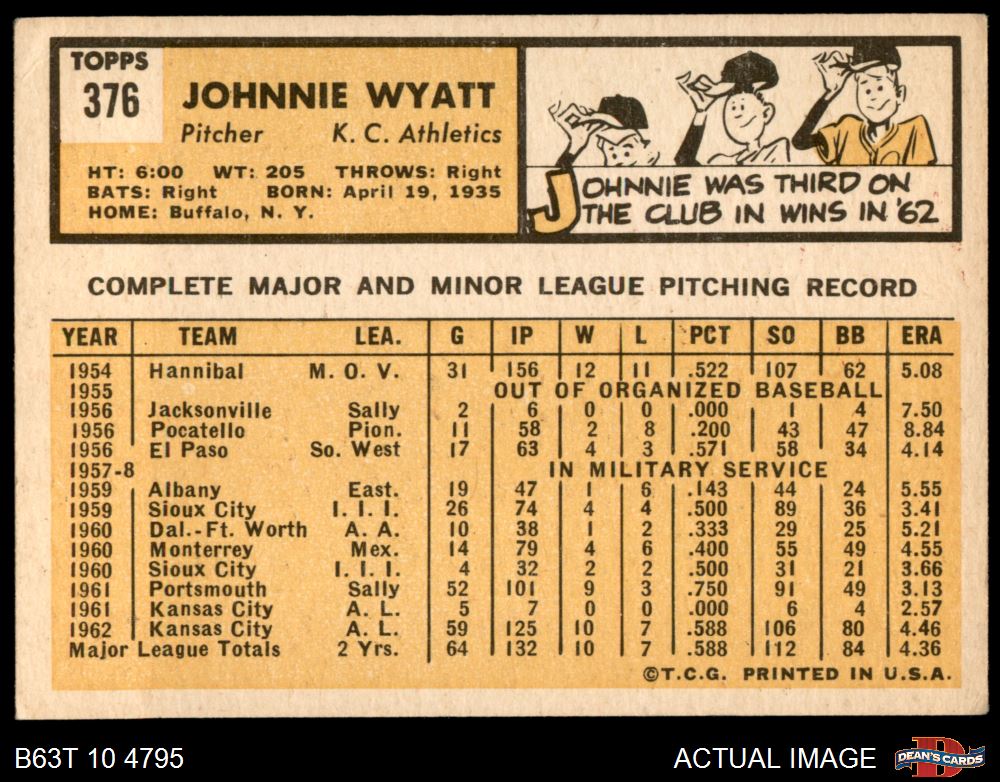 TOPPS
376
JOHNNIE WYATT
Pitcher K. C. Athletics
HT: 6:00 WT: 205 THROWS: Right
BATS: Right BORN: April 19, 1935
HOME: Buffalo, N. Y.
JOHNNIE WAS THIRD ON
THE CLUB IN WINS IN '62
COMPLETE MAJOR AND MINOR LEAGUE PITCHING RECORD
YEAR TEAM LEA. G IP W L PCT SO BB ERA
1954 Hannibal M. O. V. 31 156 12 11 .522 107 62 5.08
1955 OUT OF ORGANIZED BASEBALL
1956 Jacksonville Sally 2 6 0 0 .000 1 4 7.50
1956 Pocatello Pion. 11 58 2 8 .200 43 47 8.84
1956 El Paso So. West 17 63 4 3 .571 58 34 4.14
1957-8 IN MILITARY SERVICE
1959 Albany East. 19 47 1 6 .143 44 24 5.55
1959 Sioux City I. I. I. 26 74 4 4 .500 89 36 3.41
1960 Dal.-Ft. Worth A. A. 10 38 1 2 .333 29 25 5.21
1960 Monterrey Mex. 14 79 4 6 .400 55 49 4.55
1960 Sioux City I. I. I. 4 32 2 2 .500 31 21 3.66
1961 Portsmouth Sally 52 101 9 3 .750 91 49 3.13
1961 Kansas City A. L. 5 7 0 0 .000 6 4 2.57
1962 Kansas City A. L. 59 125 10 7 .588 106 80 4.46
Major League Totals 2 Yrs. 64 132 10 7 .588 112 84 4.36
©T.C.G. PRINTED IN U.S.A.
B63T 10 4795 ACTUAL IMAGE D DEAN'S CARDS